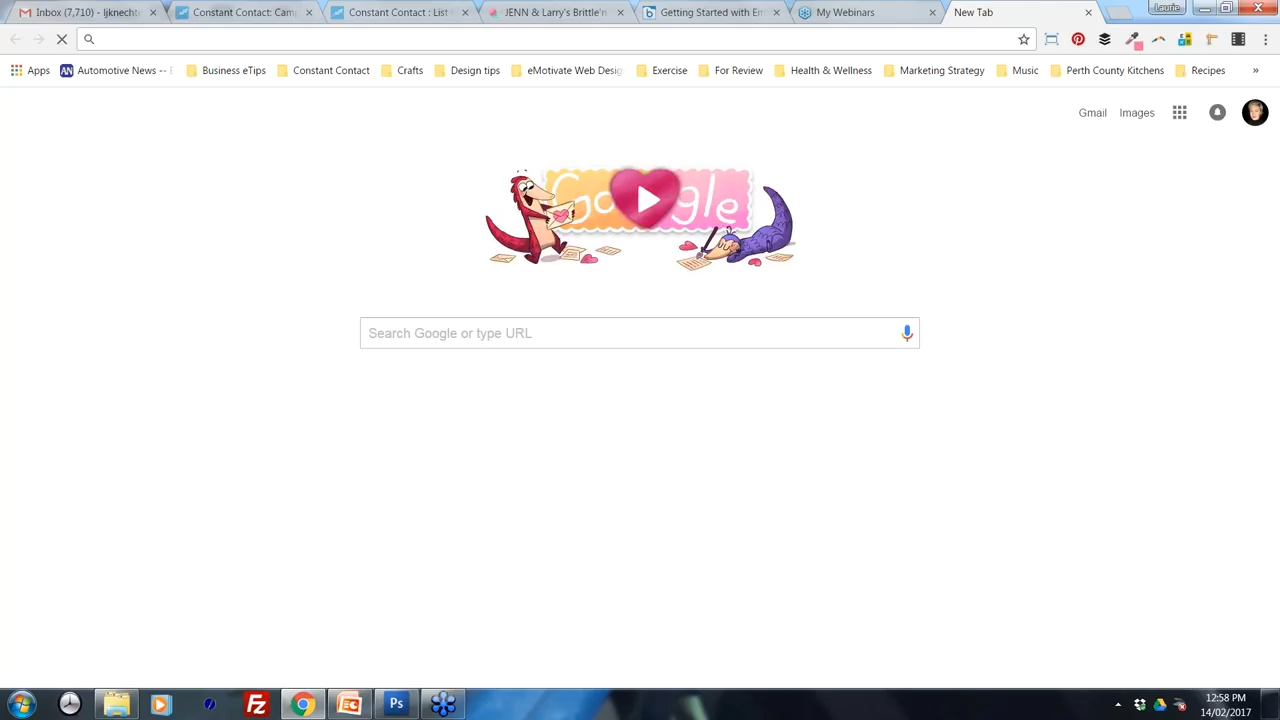 Inbox (7,710) - ljknechte
Constant Contact: Cam
Constant Contact : List
JENN & Larry's Brittle'n
Getting Started with Em
My Webinars
New Tab
Laurie
Apps
Automotive News -- E
Business eTips
Constant Contact
Crafts
Design tips
eMotivate Web Desig
Exercise
For Review
Health & Wellness
Marketing Strategy
Music
Perth County Kitchens
Recipes
»
Gmail
Images
Google
Search Google or type URL
12:58 PM
14/02/2017